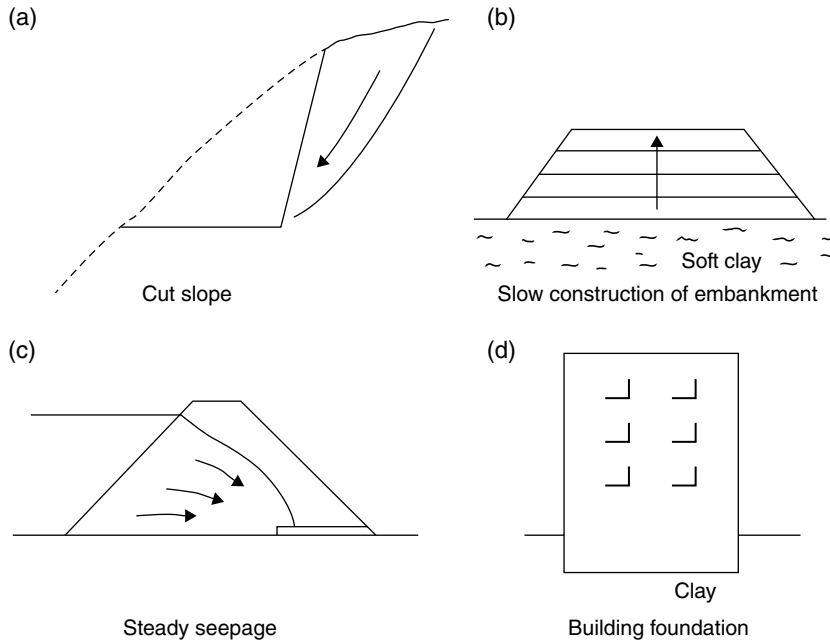 (a)
Cut slope
(b)
Soft clay
Slow construction of embankment
(c)
Steady seepage
(d)
Clay
Building foundation